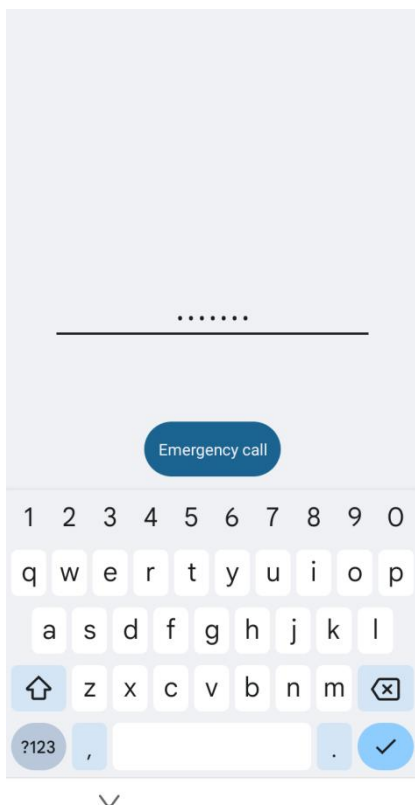 .......
Emergency call
1 2 3 4 5 6 7 8 9 0
q w e r t y u i o p
a s d f g h j k l
z x c v b n m
?123 , .